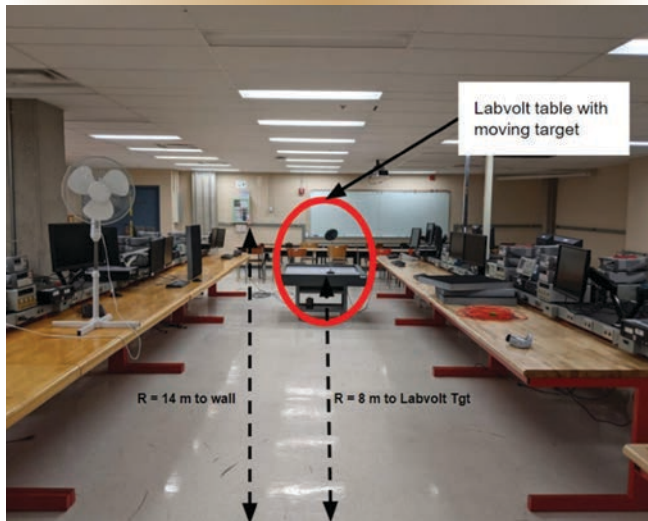 Labvolt table with
moving target
R = 14 m to wall
R = 8 m to Labvolt Tgt